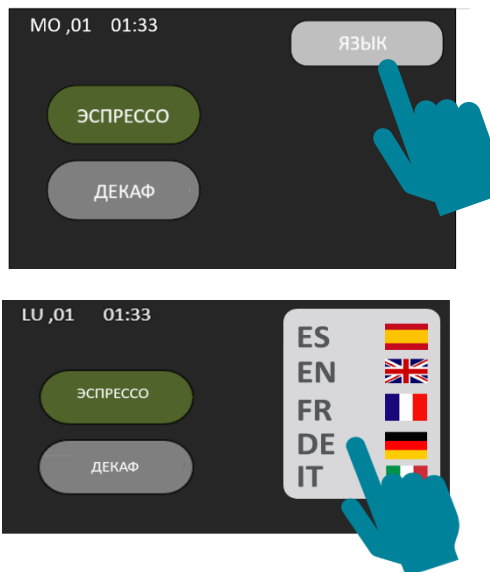 MO ,01 01:33
ЯЗЫК
ЭСПРЕССО
ДЕКАФ
LU ,01 01:33
ES
EN
FR
DE
IT
ЭСПРЕССО
ДЕКАФ